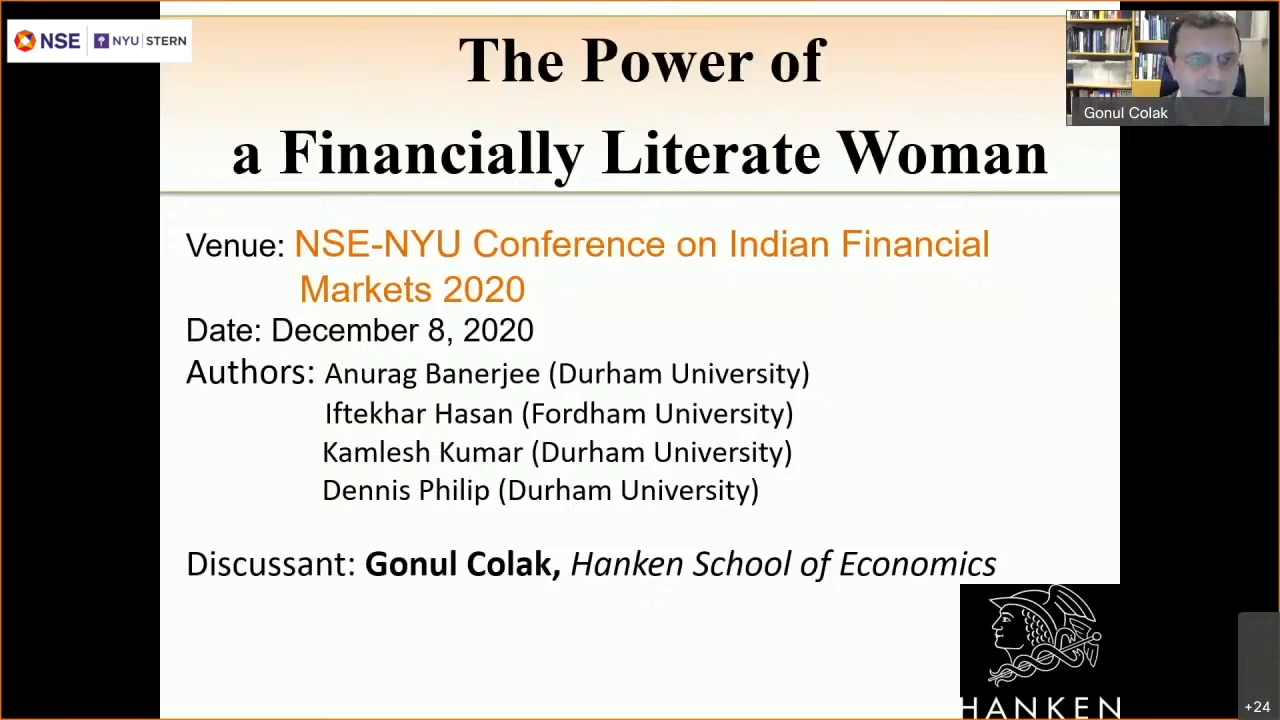 NSE | NYU | STERN
The Power of
a Financially Literate Woman
Gonul Colak
Venue: NSE-NYU Conference on Indian Financial
Markets 2020
Date: December 8, 2020
Authors: Anurag Banerjee (Durham University)
Iftekhar Hasan (Fordham University)
Kamlesh Kumar (Durham University)
Dennis Philip (Durham University)
Discussant: Gonul Colak, Hanken School of Economics
HANKEN
+24